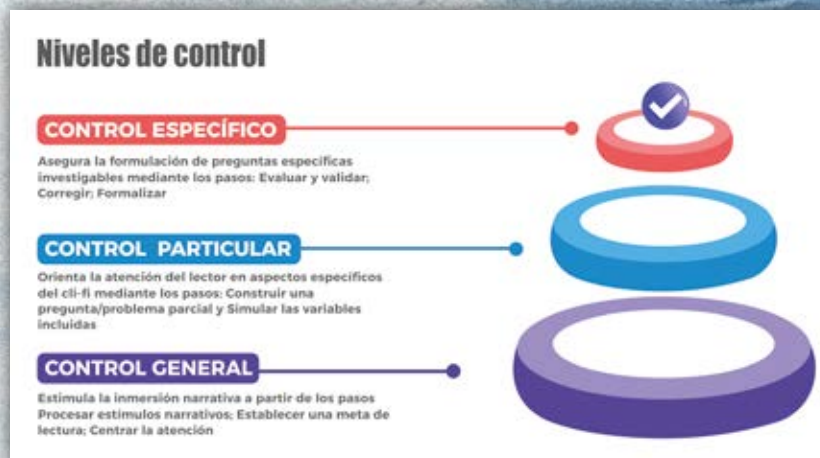 Niveles de control
CONTROL ESPECÍFICO
Asegura la formulación de preguntas específicas
investigables mediante los pasos: Evaluar y validar;
Corregir; Formalizar
CONTROL PARTICULAR
Orienta la atención del lector en aspectos específicos
del cli-fi mediante los pasos: Construir una
pregunta/problema parcial y Simular las variables
incluidas
CONTROL GENERAL
Estimula la inmersión narrativa a partir de los pasos
Procesar estímulos narrativos; Establecer una meta de
lectura; Centrar la atención